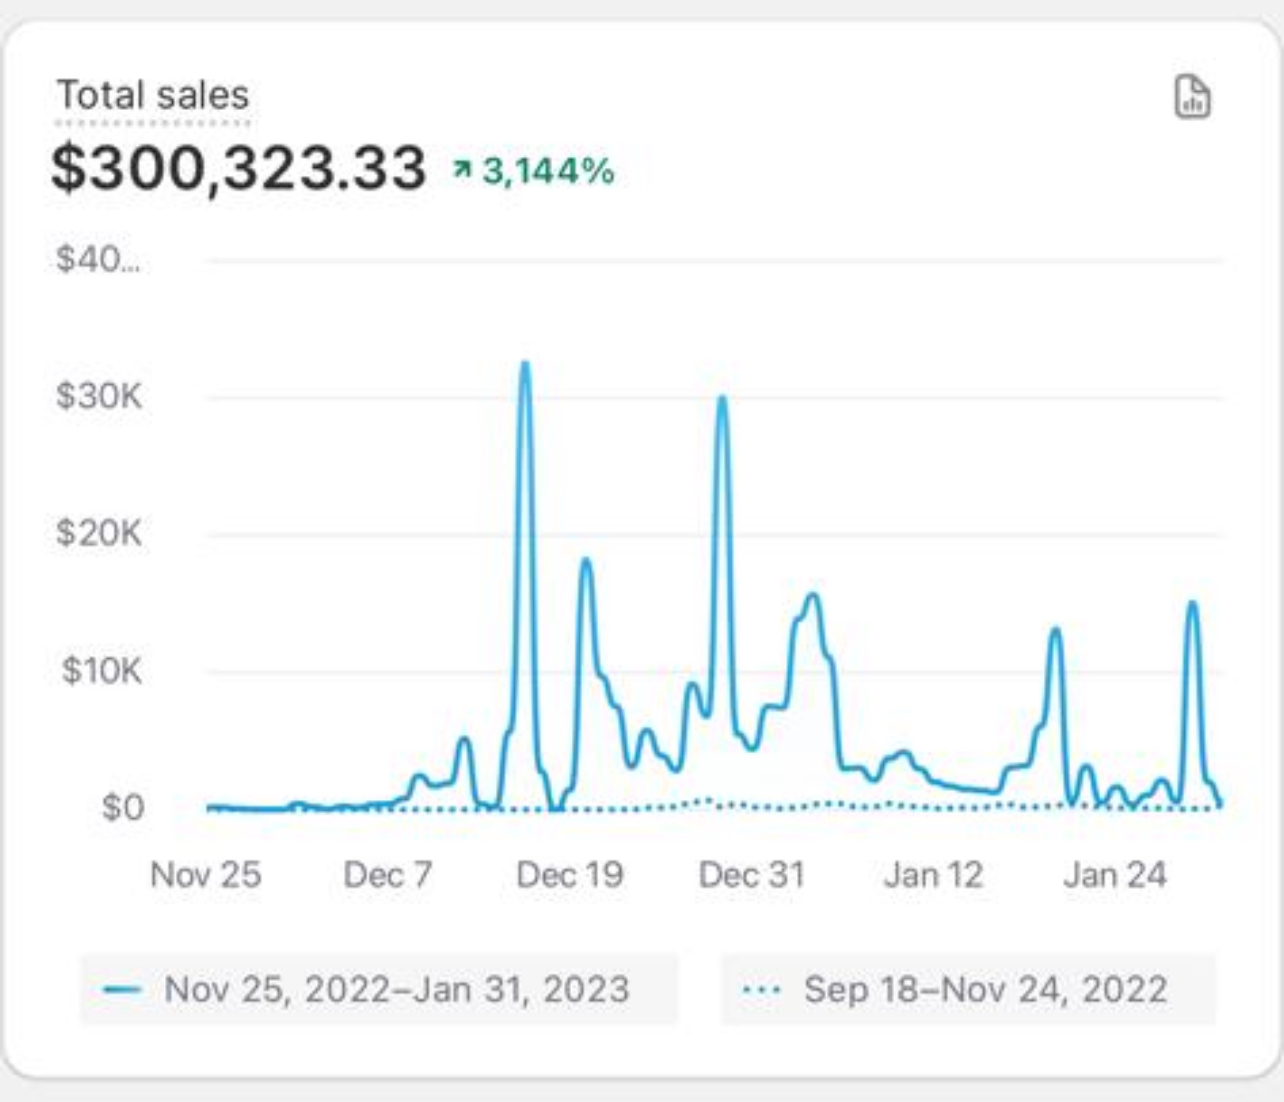 Total sales
$300,323.33 3,144%
$40...
$30K
$20K
$10K
$0
Nov 25 Dec 7 Dec 19 Dec 31 Jan 12 Jan 24
Nov 25, 2022–Jan 31, 2023 Sep 18–Nov 24, 2022